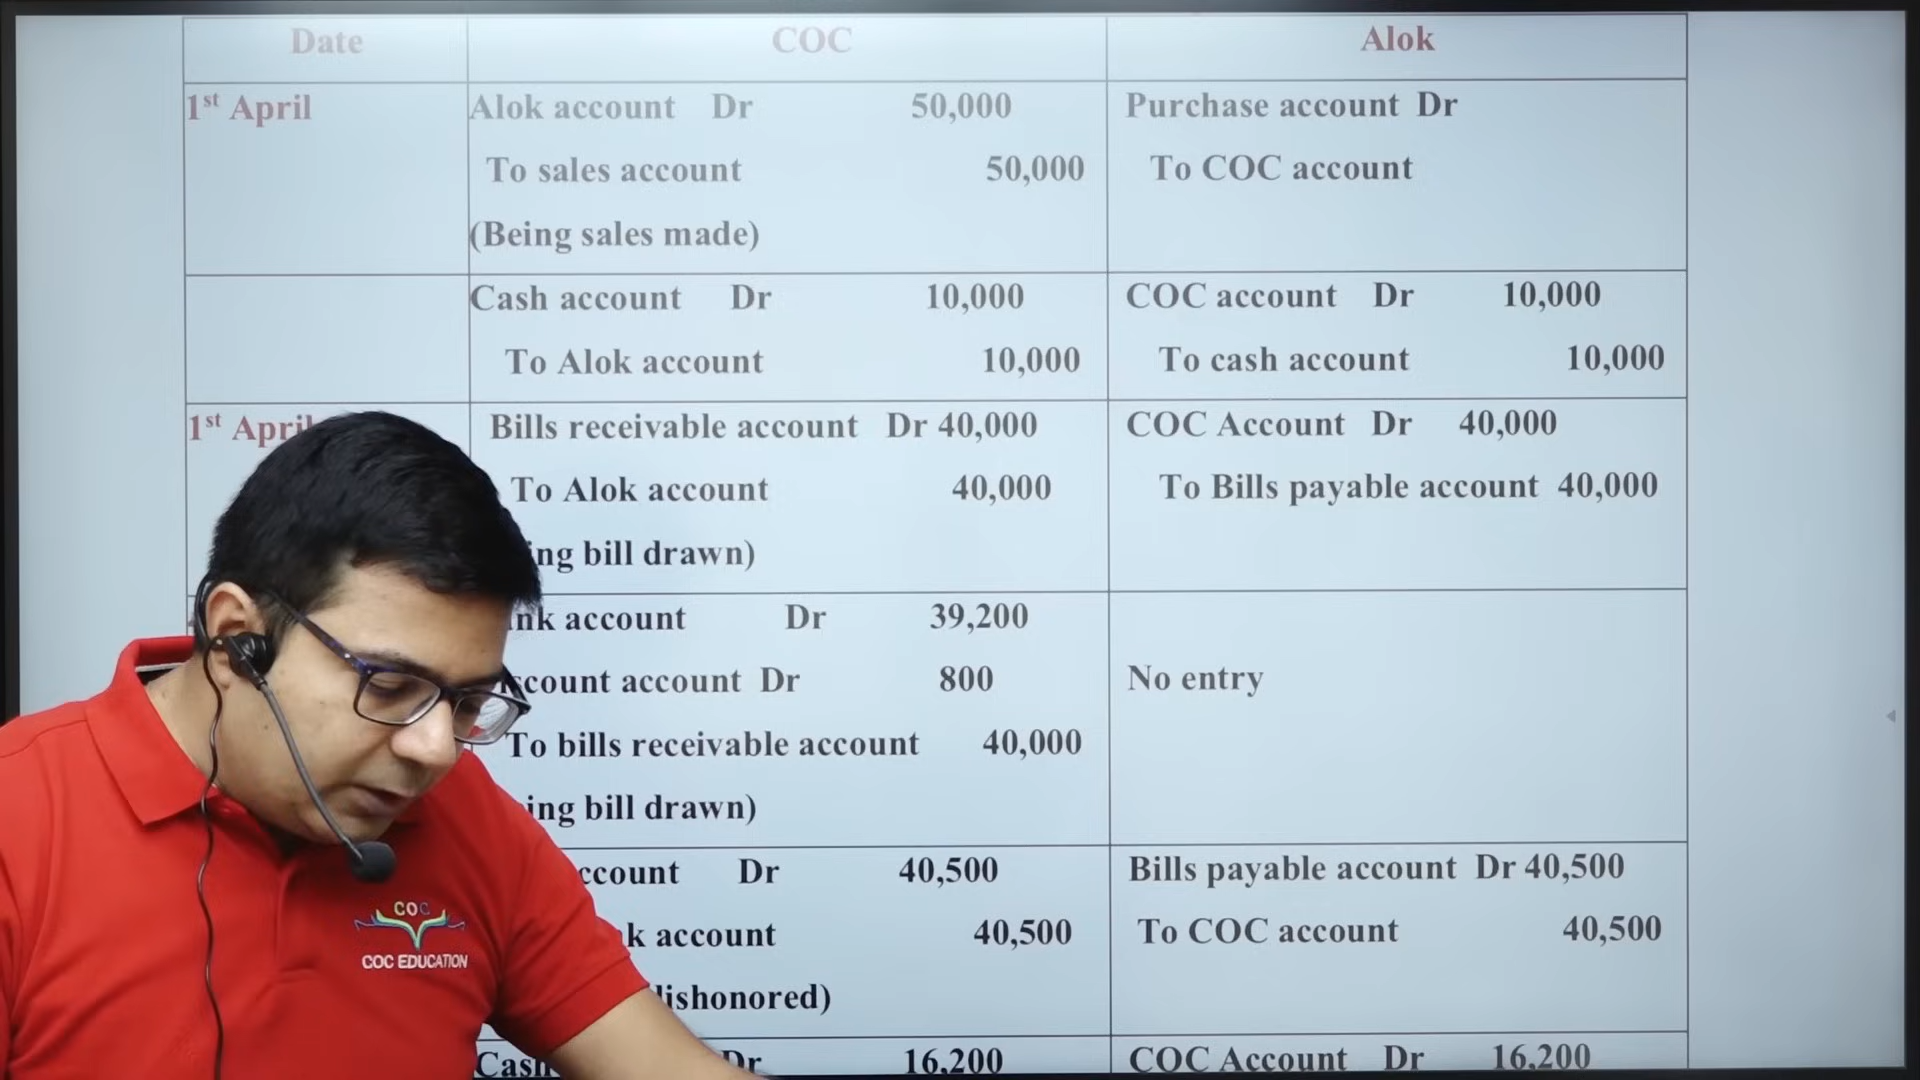 Date COC Alok
1st April Alok account Dr 50,000 Purchase account Dr
To sales account 50,000 To COC account
(Being sales made)
Cash account Dr 10,000 COC account Dr 10,000
To Alok account 10,000 To cash account 10,000
1st April Bills receivable account Dr 40,000 COC Account Dr 40,000
To Alok account 40,000 To Bills payable account 40,000
ing bill drawn)
nk account Dr 39,200
scount account Dr 800 No entry
To bills receivable account 40,000
ing bill drawn)
ccount Dr 40,500 Bills payable account Dr 40,500
k account 40,500 To COC account 40,500
dishonored)
Cash Dr 16,200 COC Account Dr 16,200
COC
COC EDUCATION